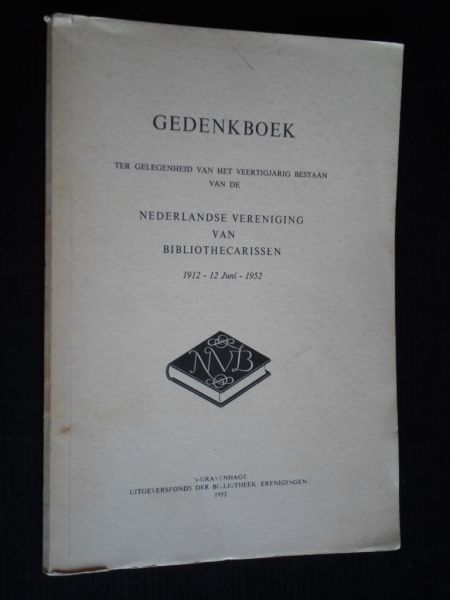 GEDENKBOEK
TER GELEGENHEID VAN HET VEERTIGJARIG BESTAAN
VAN DE
NEDERLANDSE VERENIGING
VAN
BIBLIOTHECARISSEN
1912 - 12 Juni - 1952
NVB
's-GRAVENHAGE
UITGEVERSFONDS DER BIBLIOTHEEK ERENIGINGEN
1952